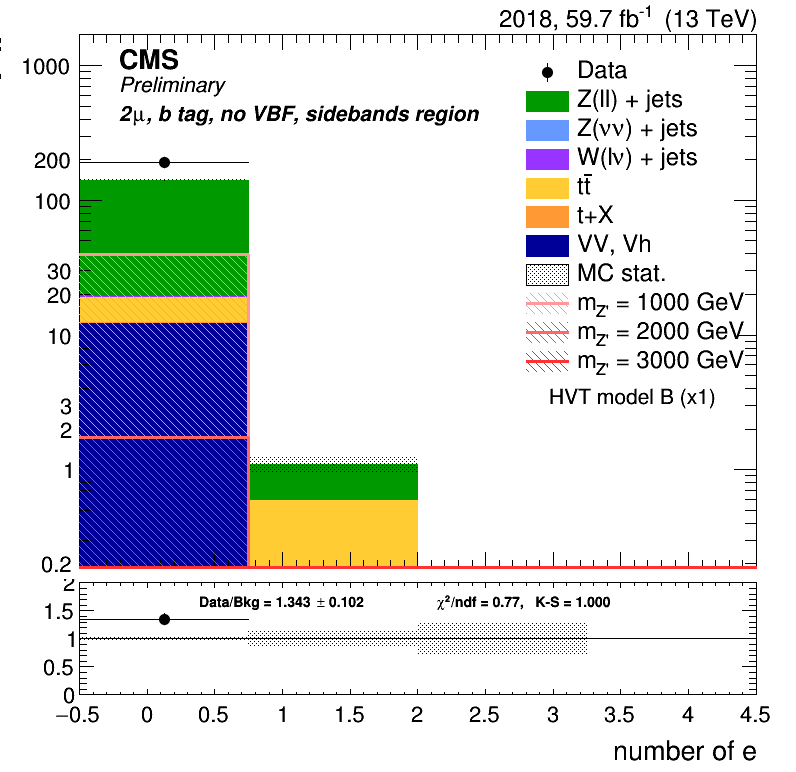 2018, 59.7 fb⁻¹ (13 TeV)
CMS
Preliminary
2μ, b tag, no VBF, sidebands region
Data
Z(ll) + jets
Z(νν) + jets
W(lν) + jets
tt̄
t+X
VV, Vh
MC stat.
m_Z' = 1000 GeV
m_Z' = 2000 GeV
m_Z' = 3000 GeV
HVT model B (x1)
1000
200
100
30
20
10
3
2
1
0.2
Data/Bkg = 1.343 ± 0.102
χ²/ndf = 0.77, K-S = 1.000
2
1.5
1
0.5
0
−0.5 0 0.5 1 1.5 2 2.5 3 3.5 4 4.5
number of e